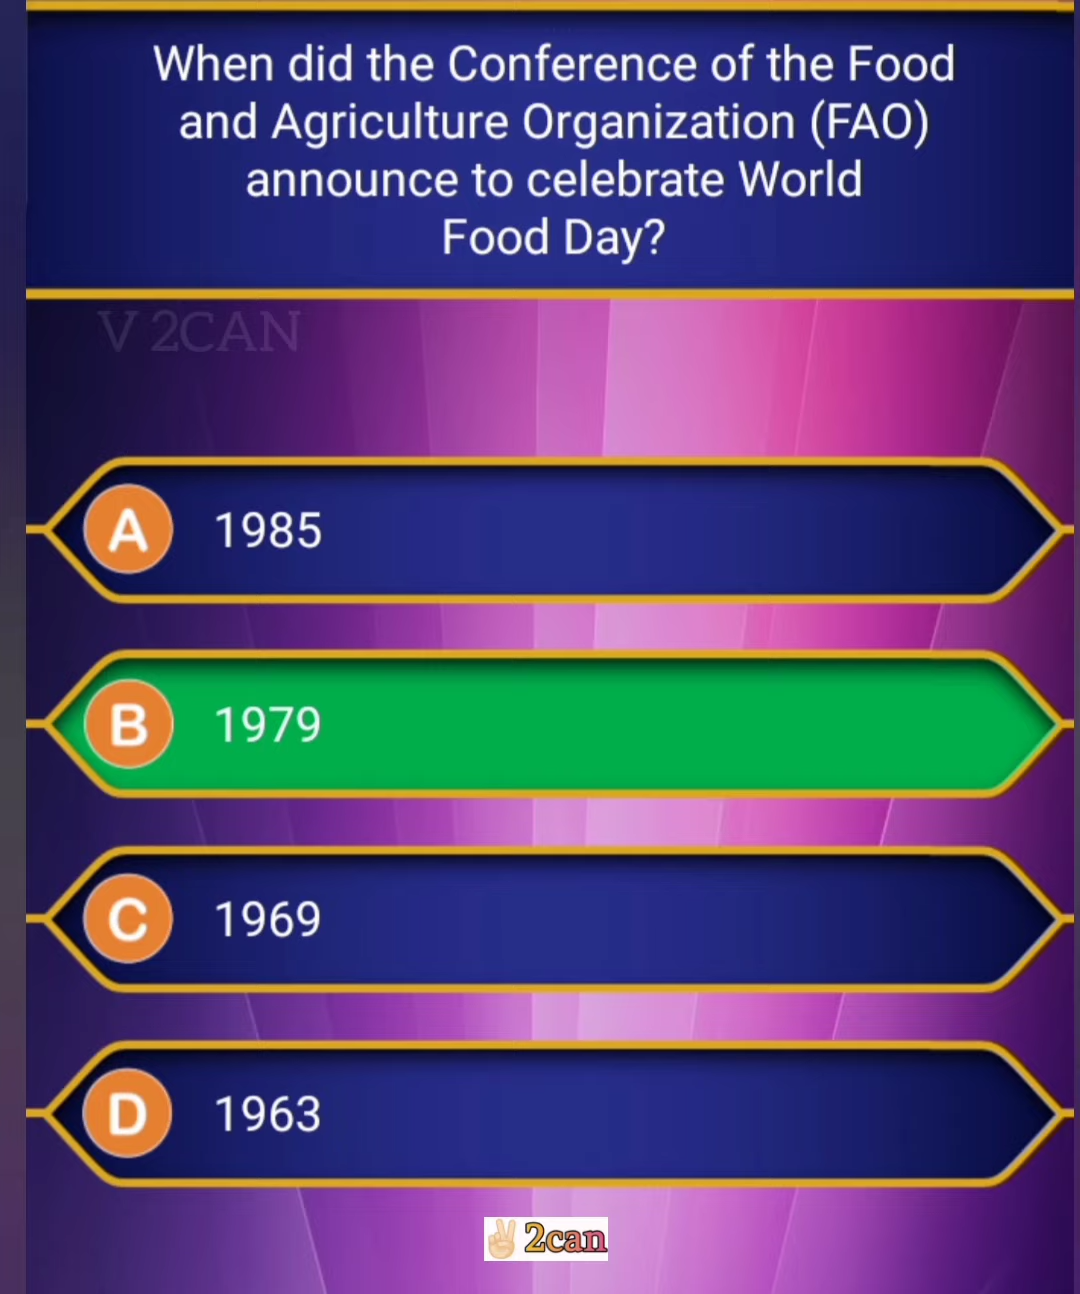 When did the Conference of the Food
and Agriculture Organization (FAO)
announce to celebrate World
Food Day?
V 2CAN
A 1985
B 1979
C 1969
D 1963
2can